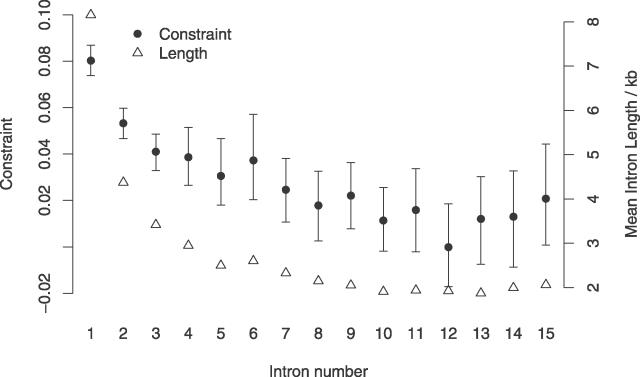 Constraint
0.10
0.08
0.06
0.04
0.02
−0.02
Constraint
Length
8
7
6
5
4
3
2
Mean Intron Length / kb
1 2 3 4 5 6 7 8 9 10 11 12 13 14 15
Intron number